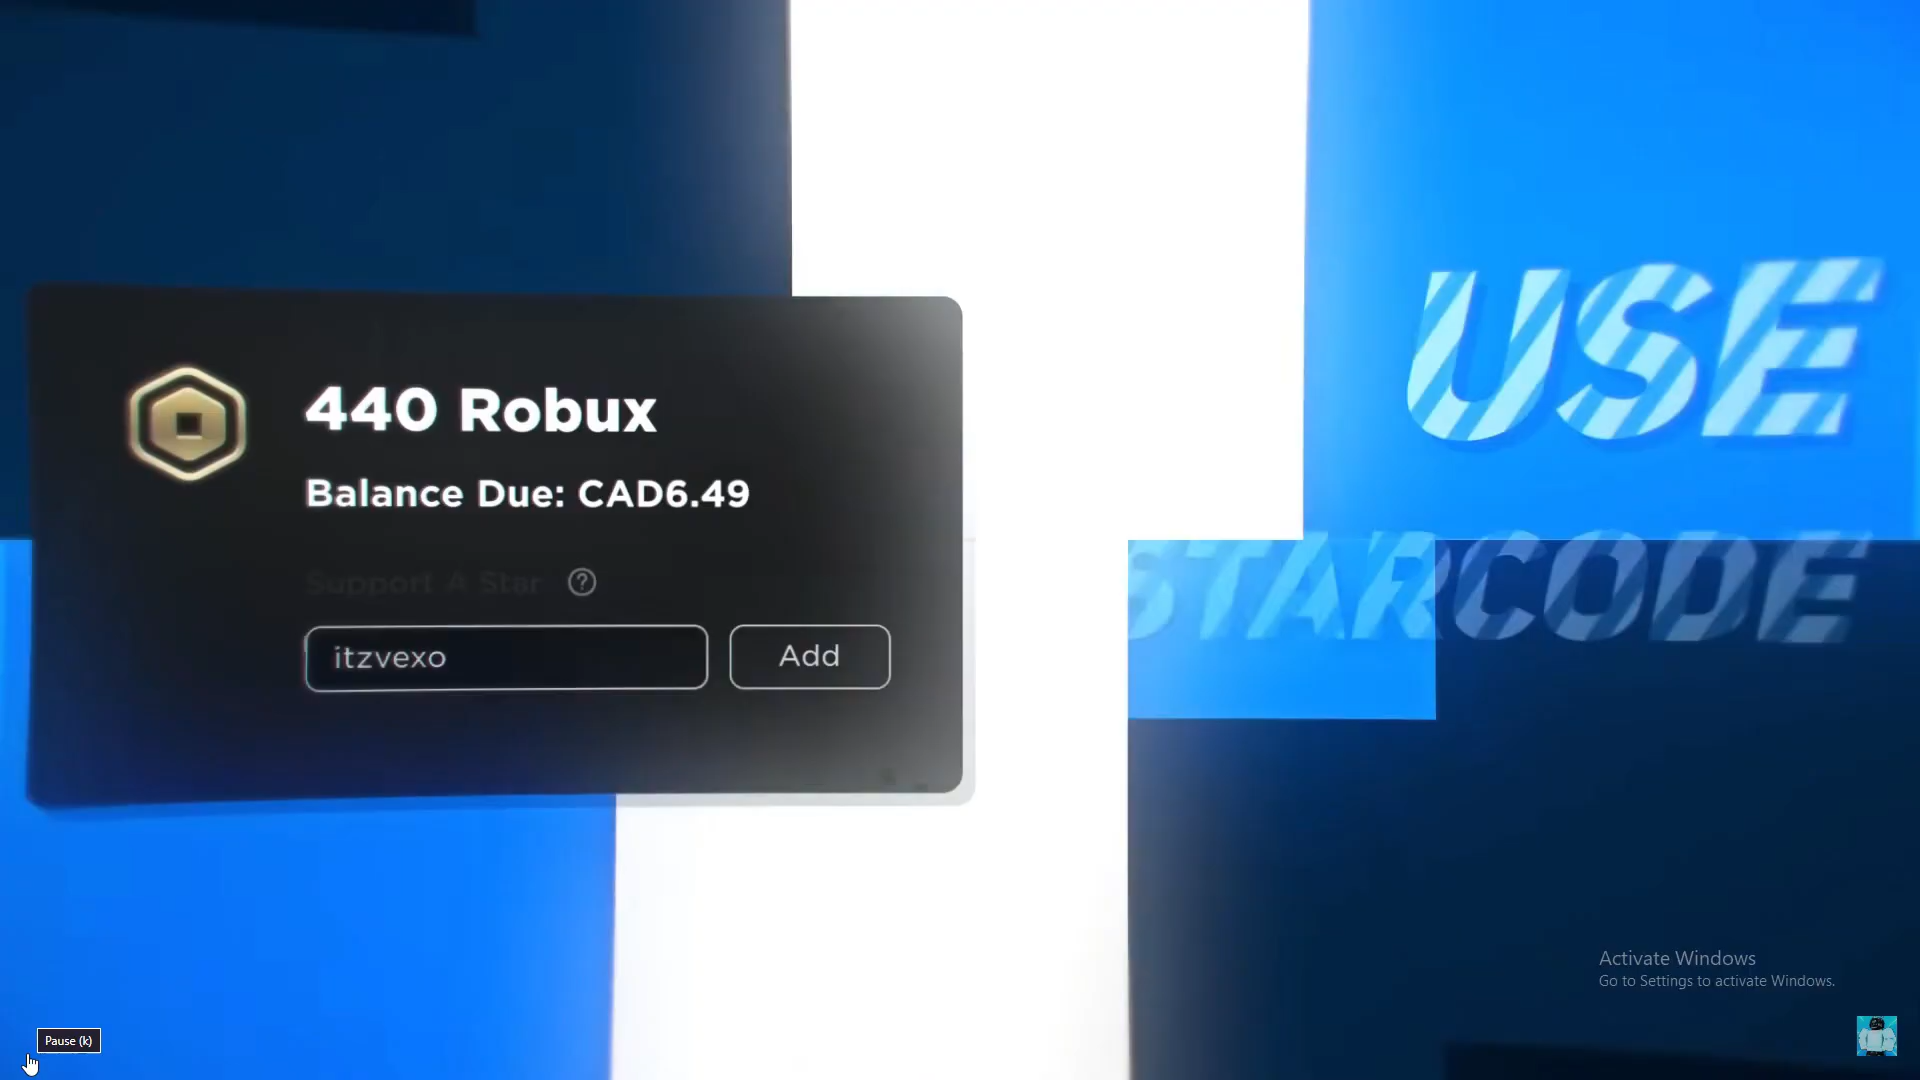 440 Robux
Balance Due: CAD6.49
Support A Star
itzvexo
Add
USE
STARCODE
Activate Windows
Go to Settings to activate Windows.
Pause (k)